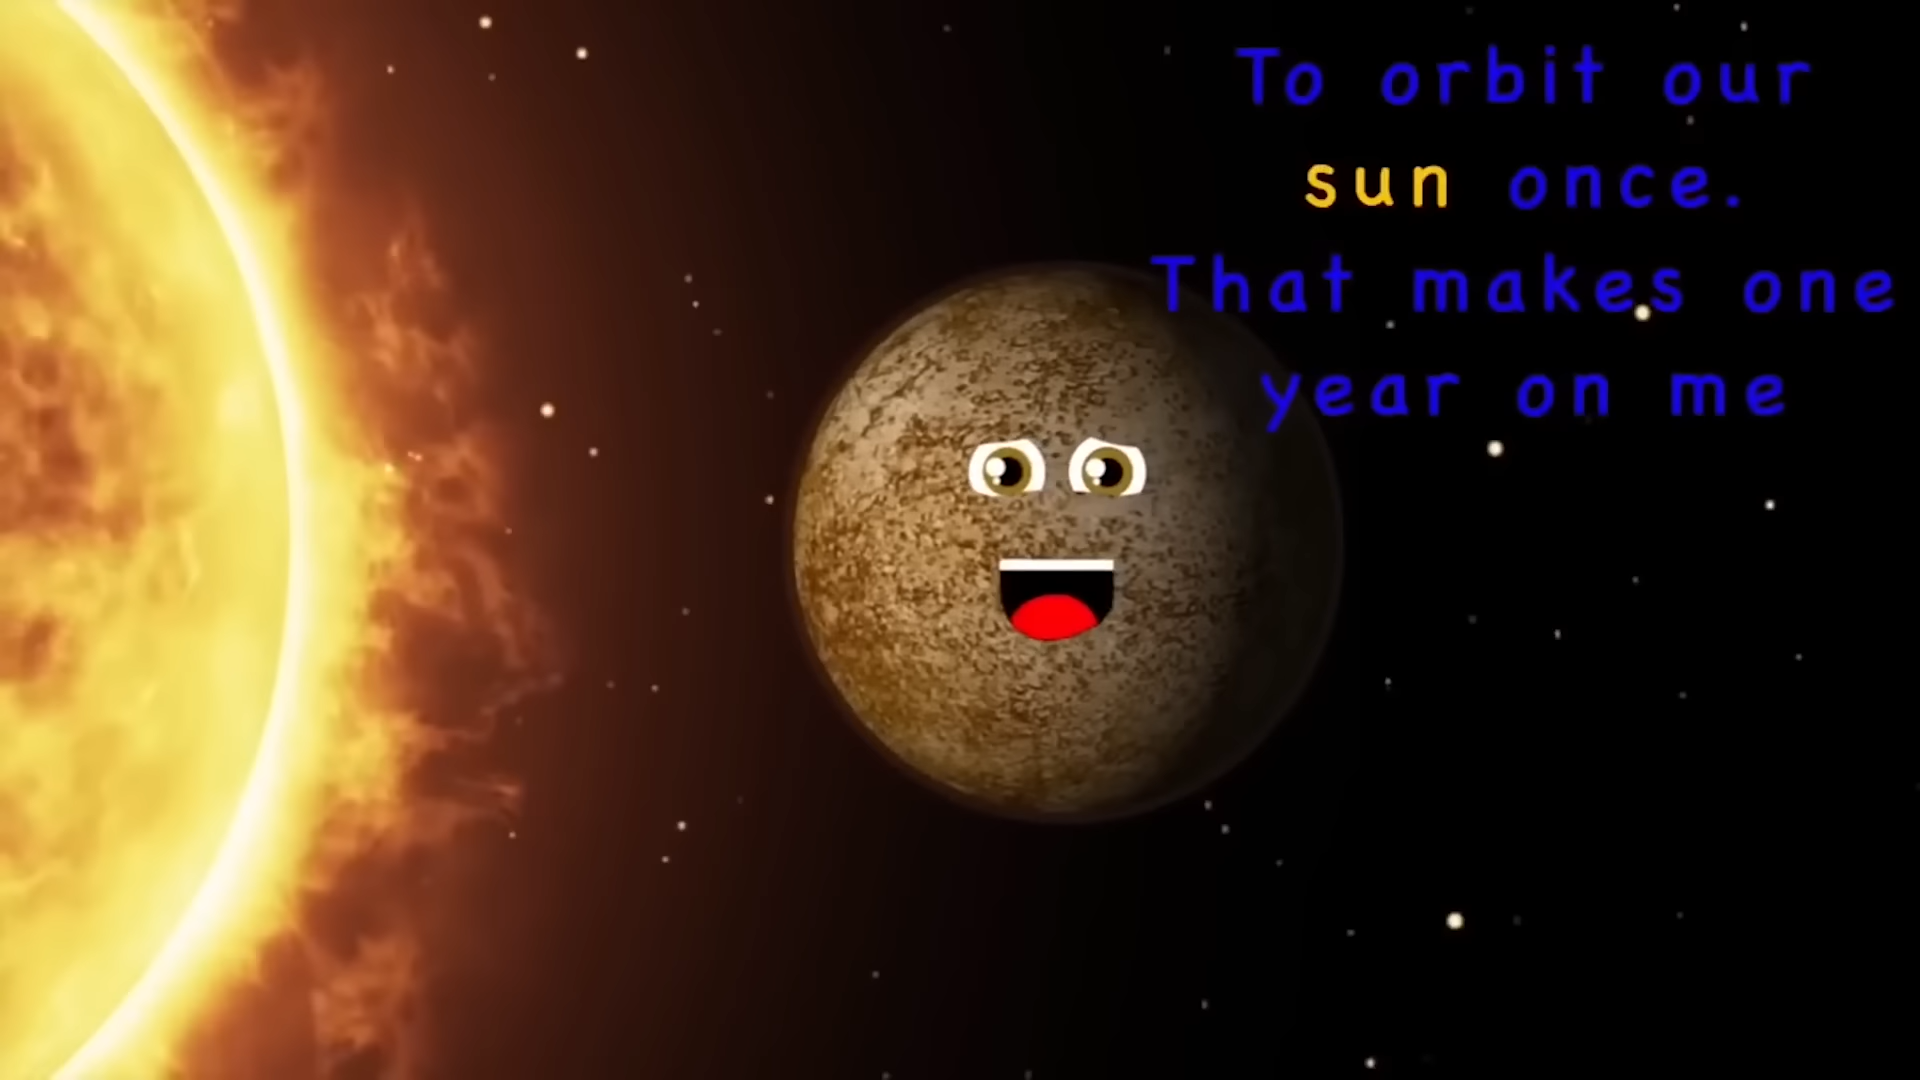 To orbit our
sun once.
That makes one
year on me